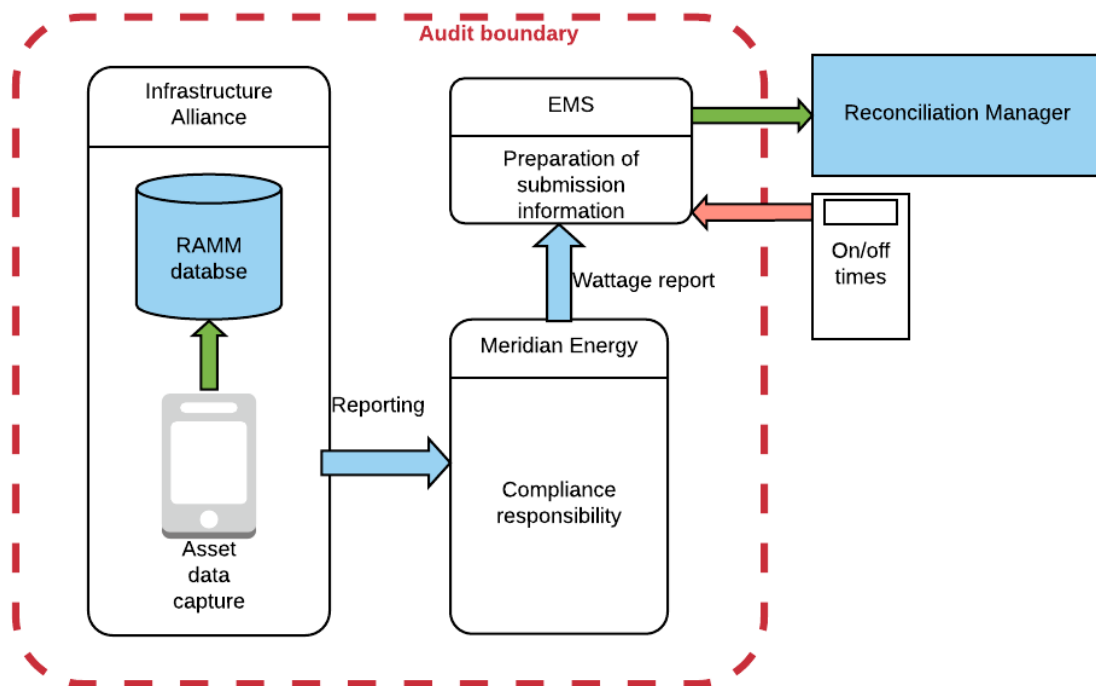 Audit boundary
Infrastructure
Alliance
RAMM
databse
Asset
data
capture
Reporting
EMS
Preparation of
submission
information
Wattage report
Meridian Energy
Compliance
responsibility
Reconciliation Manager
On/off
times